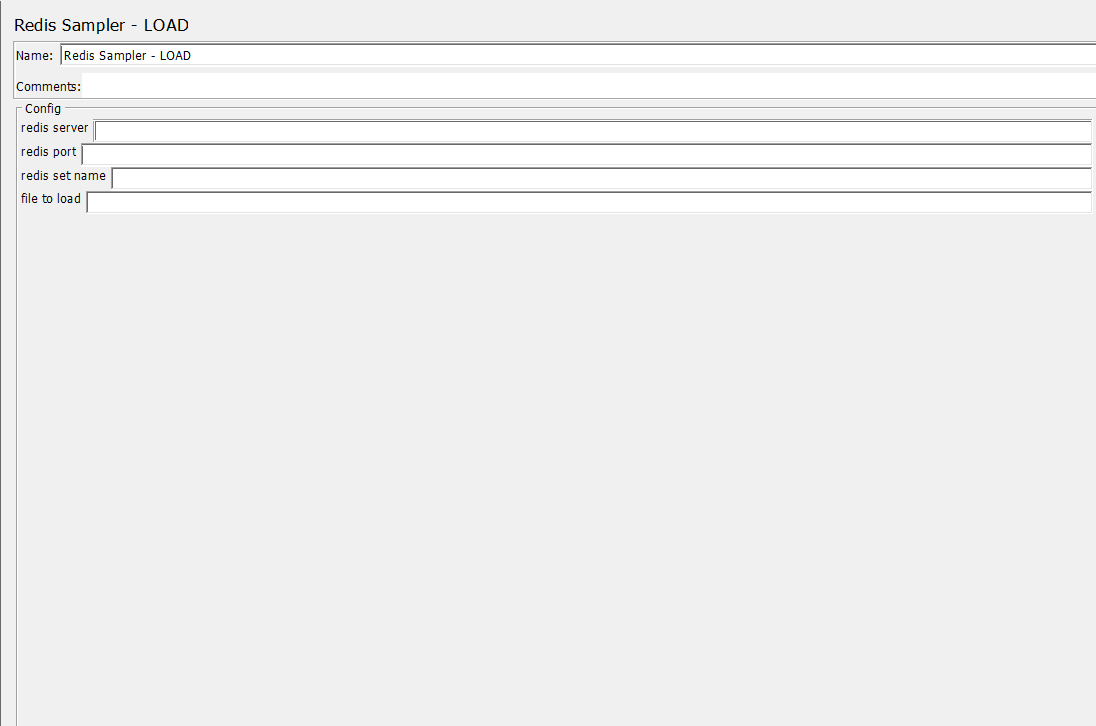 Redis Sampler - LOAD
Name: Redis Sampler - LOAD
Comments:
Config
redis server
redis port
redis set name
file to load